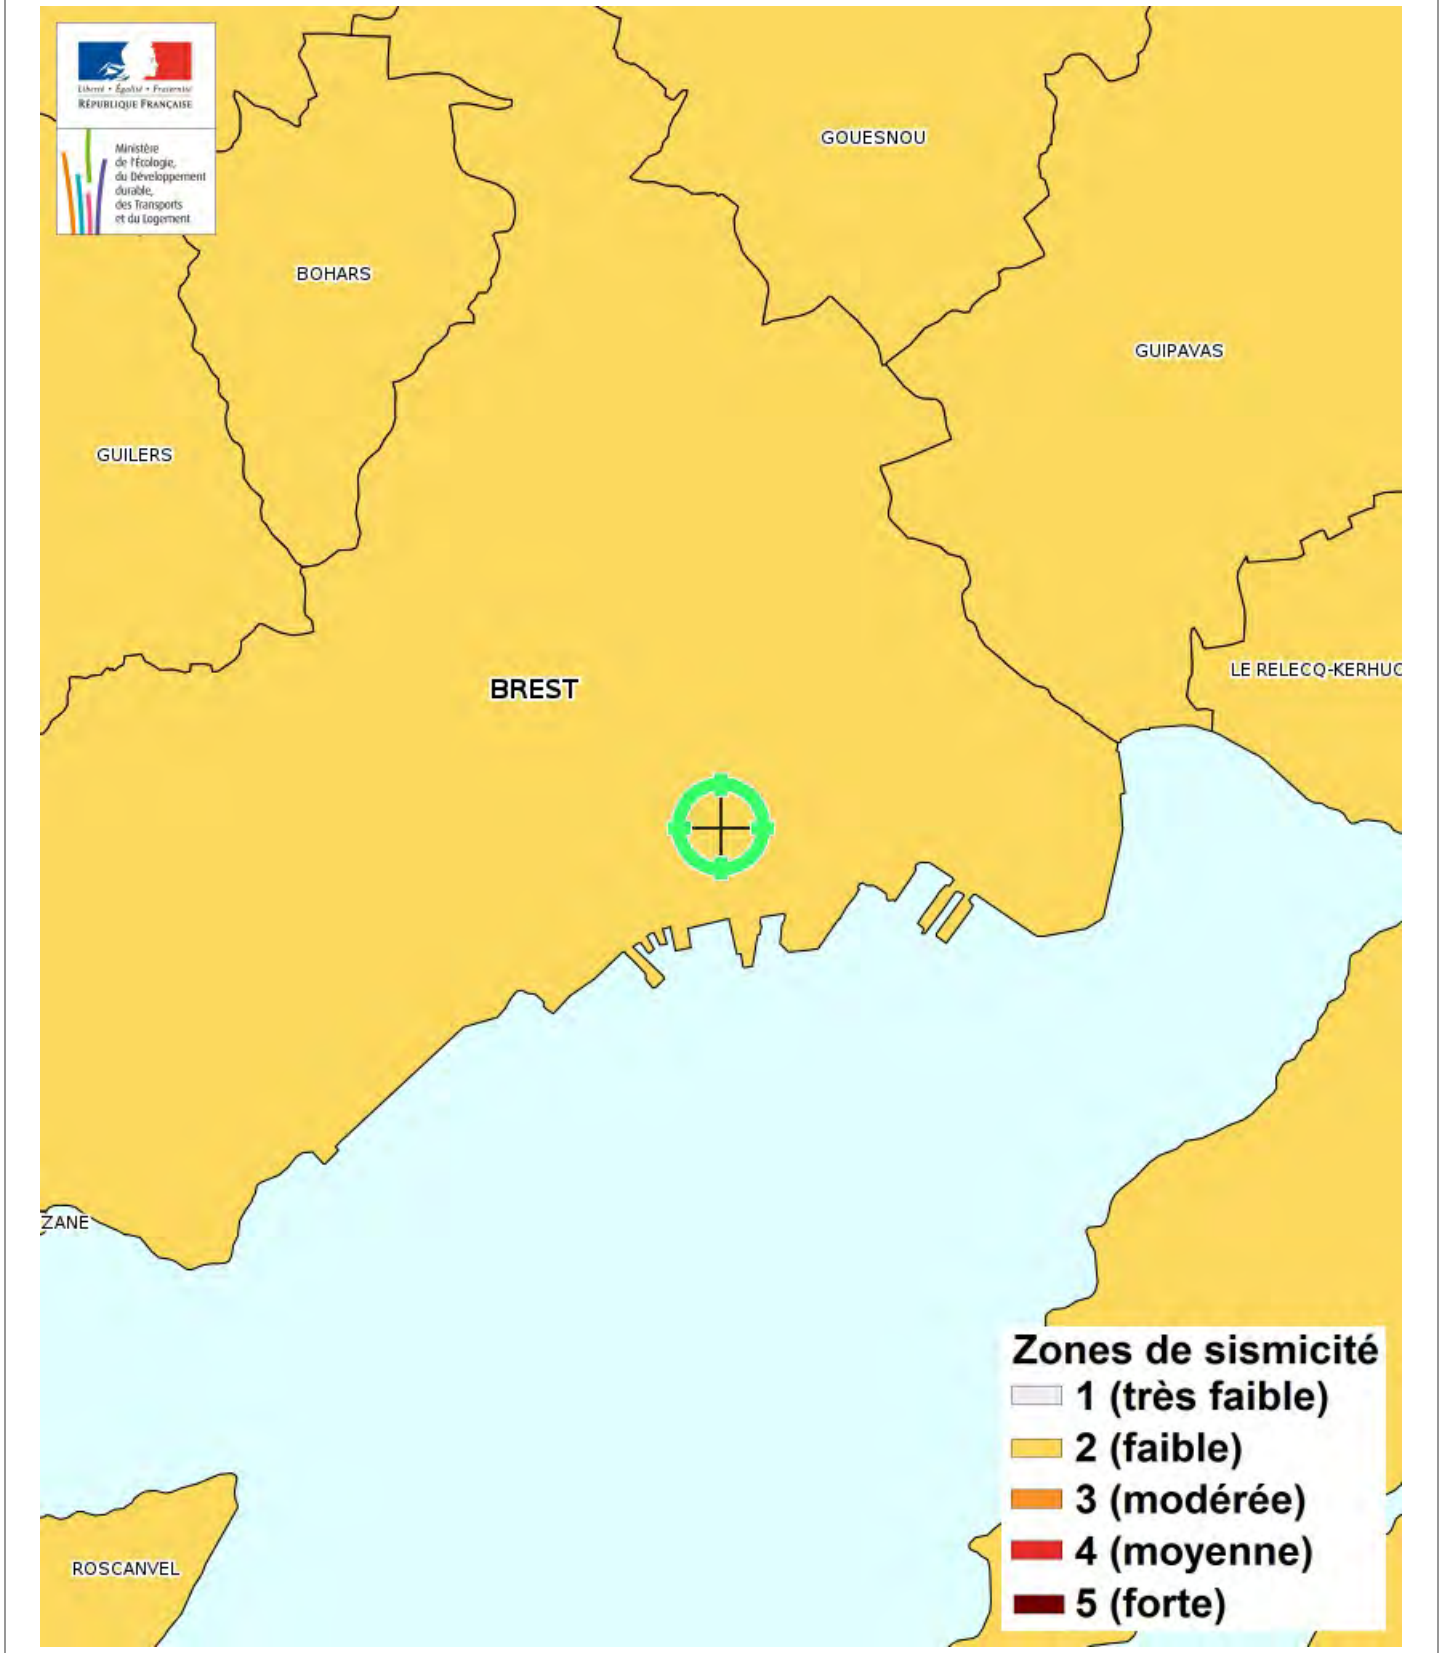 Liberté • Égalité • Fraternité
RÉPUBLIQUE FRANÇAISE
Ministère
de l'Écologie,
du Développement
durable,
des Transports
et du Logement
GOUESNOU
BOHARS
GUIPAVAS
GUILERS
LE RELECQ-KERHUO
BREST
ZANE
Zones de sismicité
1 (très faible)
2 (faible)
3 (modérée)
4 (moyenne)
5 (forte)
ROSCANVEL